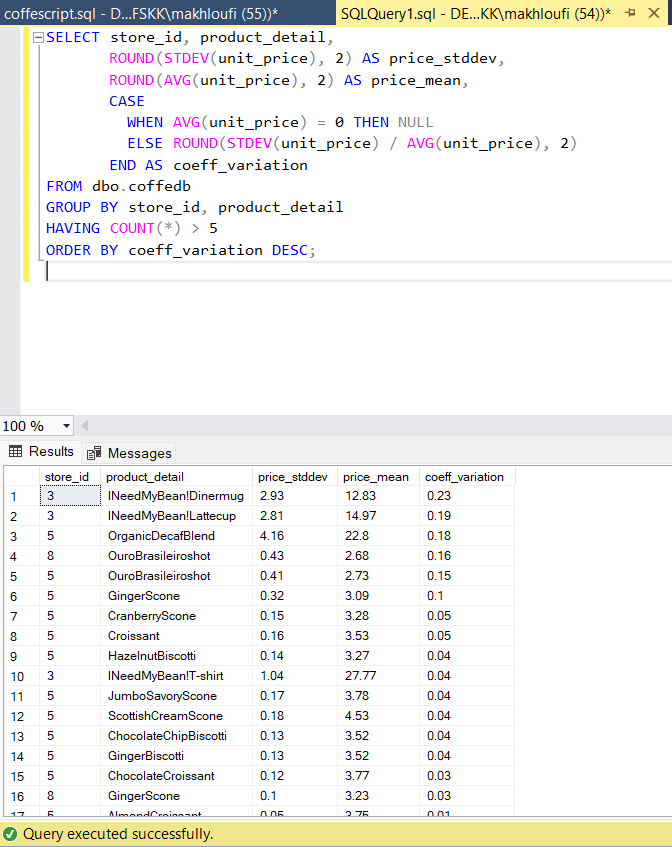 coffescript.sql - D...FSKK\makhloufi (55))*
SQLQuery1.sql - DE...KK\makhloufi (54))*
SELECT store_id, product_detail,
ROUND(STDEV(unit_price), 2) AS price_stddev,
ROUND(AVG(unit_price), 2) AS price_mean,
CASE
WHEN AVG(unit_price) = 0 THEN NULL
ELSE ROUND(STDEV(unit_price) / AVG(unit_price), 2)
END AS coeff_variation
FROM dbo.coffedb
GROUP BY store_id, product_detail
HAVING COUNT(*) > 5
ORDER BY coeff_variation DESC;
100 %
Results Messages
store_id product_detail price_stddev price_mean coeff_variation
1 3 INeedMyBean!Dinermug 2.93 12.83 0.23
2 3 INeedMyBean!Lattecup 2.81 14.97 0.19
3 5 OrganicDecafBlend 4.16 22.8 0.18
4 8 OuroBrasileiroshot 0.43 2.68 0.16
5 5 OuroBrasileiroshot 0.41 2.73 0.15
6 5 GingerScone 0.32 3.09 0.1
7 5 CranberryScone 0.15 3.28 0.05
8 5 Croissant 0.16 3.53 0.05
9 5 HazelnutBiscotti 0.14 3.27 0.04
10 3 INeedMyBean!T-shirt 1.04 27.77 0.04
11 5 JumboSavoryScone 0.17 3.78 0.04
12 5 ScottishCreamScone 0.18 4.53 0.04
13 5 ChocolateChipBiscotti 0.13 3.52 0.04
14 5 GingerBiscotti 0.13 3.52 0.04
15 5 ChocolateCroissant 0.12 3.77 0.03
16 8 GingerScone 0.1 3.23 0.03
17 5 AlmondCroissant 0.05 3.75 0.01
Query executed successfully.